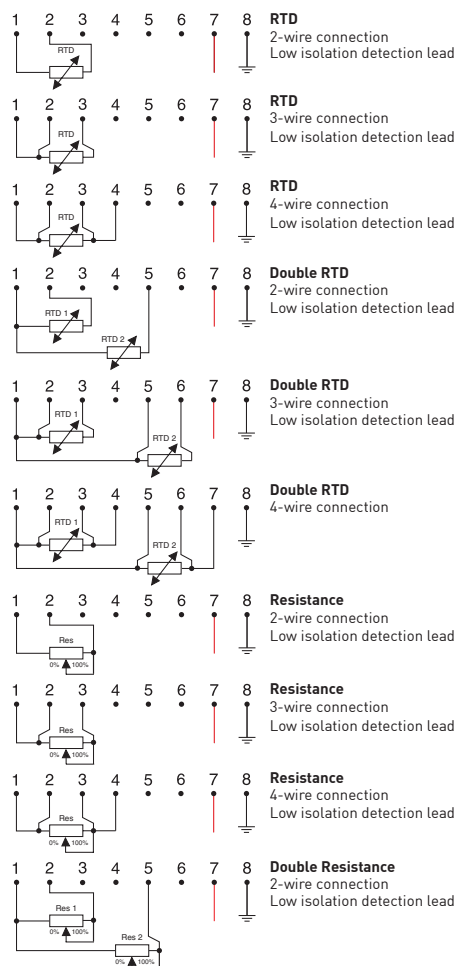 1 2 3 4 5 6 7 8 RTD
2-wire connection
RTD
Low isolation detection lead
1 2 3 4 5 6 7 8 RTD
3-wire connection
RTD
Low isolation detection lead
1 2 3 4 5 6 7 8 RTD
4-wire connection
RTD
Low isolation detection lead
1 2 3 4 5 6 7 8 Double RTD
2-wire connection
RTD 1
Low isolation detection lead
RTD 2
1 2 3 4 5 6 7 8 Double RTD
3-wire connection
RTD 1
Low isolation detection lead
RTD 2
1 2 3 4 5 6 7 8 Double RTD
4-wire connection
RTD 1
RTD 2
1 2 3 4 5 6 7 8 Resistance
2-wire connection
Res
Low isolation detection lead
0% 100%
1 2 3 4 5 6 7 8 Resistance
3-wire connection
Res
Low isolation detection lead
0% 100%
1 2 3 4 5 6 7 8 Resistance
4-wire connection
Res
Low isolation detection lead
0% 100%
1 2 3 4 5 6 7 8 Double Resistance
2-wire connection
Res 1
Low isolation detection lead
0% 100%
Res 2
0% 100%